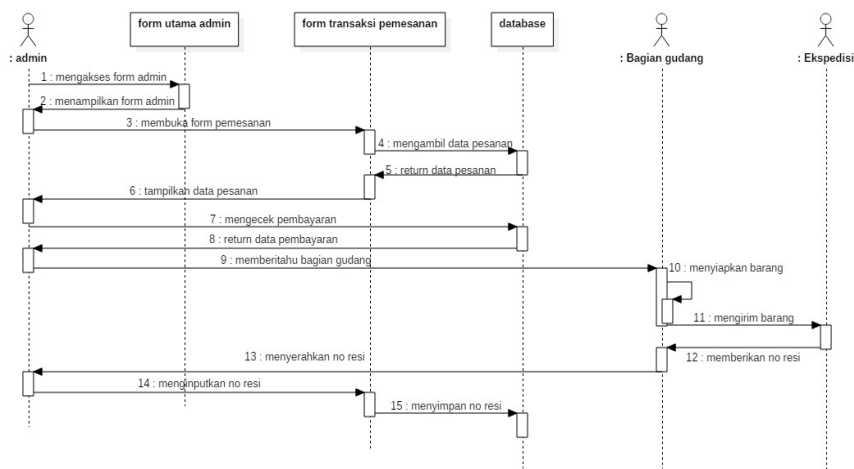 form utama admin
form transaksi pemesanan
database
: admin
: Bagian gudang
: Ekspedisi
1 : mengakses form admin
2 : menampilkan form admin
3 : membuka form pemesanan
4 : mengambil data pesanan
5 : return data pesanan
6 : tampilkan data pesanan
7 : mengecek pembayaran
8 : return data pembayaran
9 : memberitahu bagian gudang
10 : menyiapkan barang
11 : mengirim barang
12 : memberikan no resi
13 : menyerahkan no resi
14 : menginputkan no resi
15 : menyimpan no resi